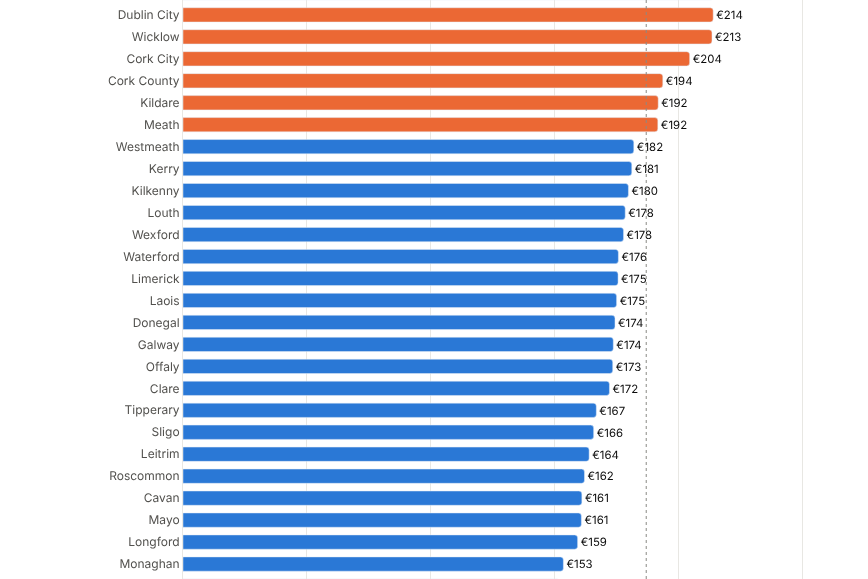 Dublin City €214
Wicklow €213
Cork City €204
Cork County €194
Kildare €192
Meath €192
Westmeath €182
Kerry €181
Kilkenny €180
Louth €178
Wexford €178
Waterford €176
Limerick €175
Laois €175
Donegal €174
Galway €174
Offaly €173
Clare €172
Tipperary €167
Sligo €166
Leitrim €164
Roscommon €162
Cavan €161
Mayo €161
Longford €159
Monaghan €153